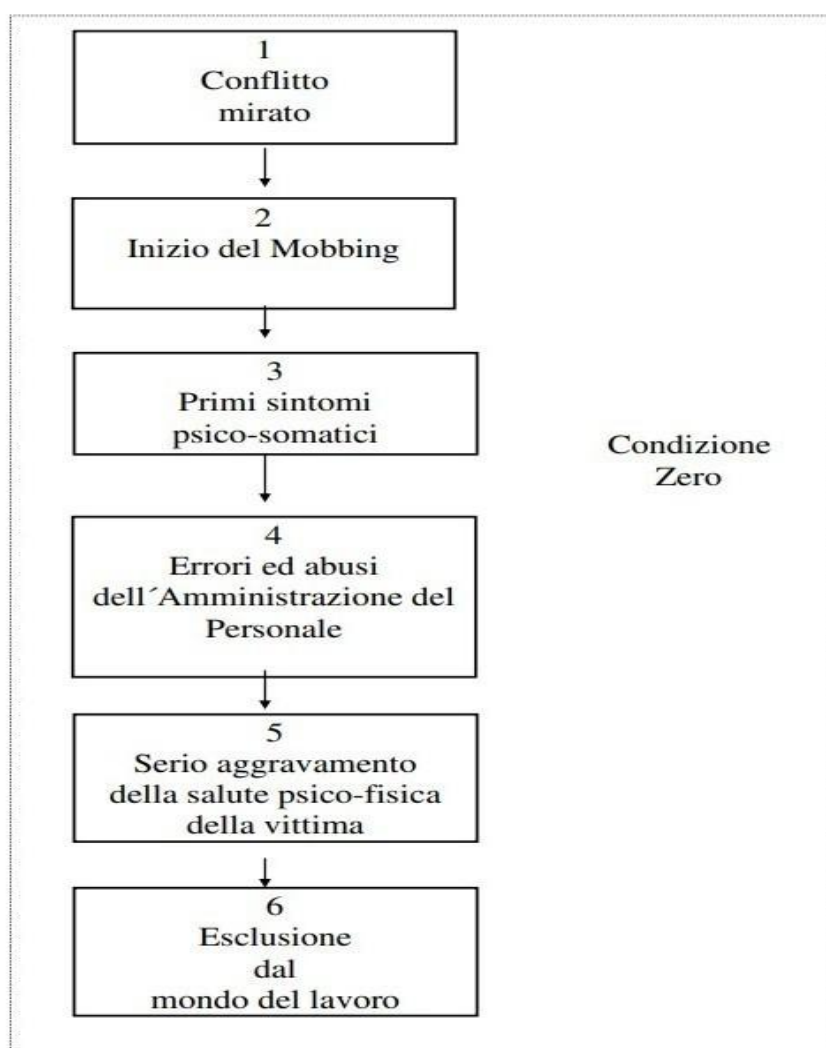 1
Conflitto
mirato
2
Inizio del Mobbing
3
Primi sintomi
psico-somatici
Condizione
Zero
4
Errori ed abusi
dell´Amministrazione del
Personale
5
Serio aggravamento
della salute psico-fisica
della vittima
6
Esclusione
dal
mondo del lavoro